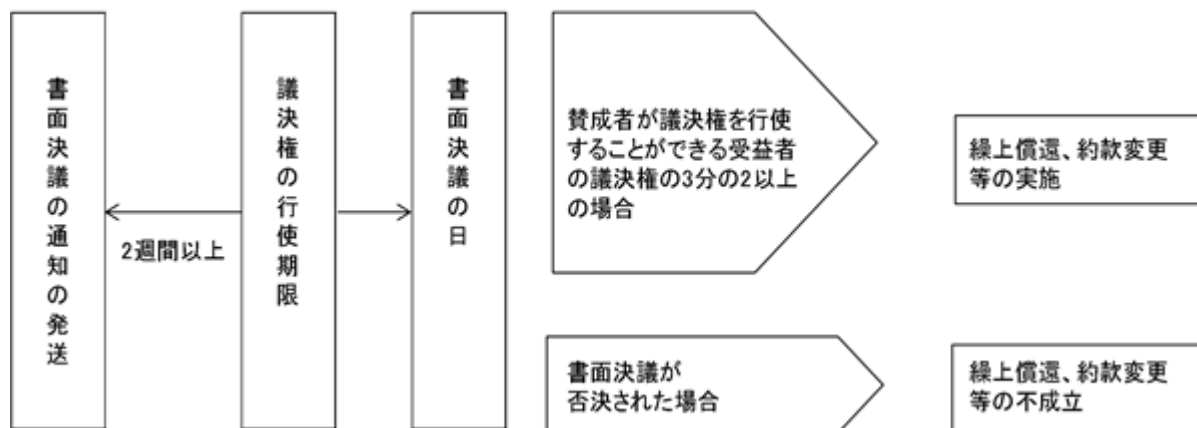 書面決議の通知の発送
2週間以上
議決権の行使期限
書面決議の日
賛成者が議決権を行使
することができる受益者
の議決権の3分の2以上
の場合
繰上償還、約款変更
等の実施
書面決議が
否決された場合
繰上償還、約款変更
等の不成立